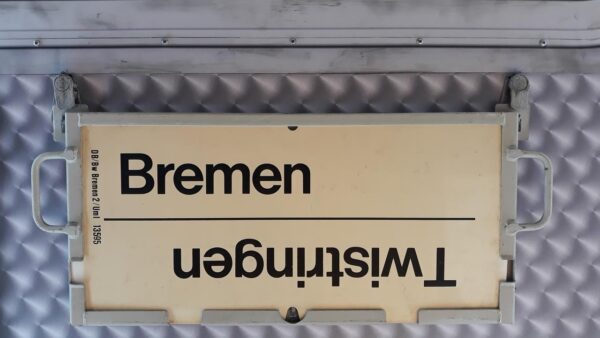 Bremen
Twistringen
DB/Bw Bremen 2/Uml 13595